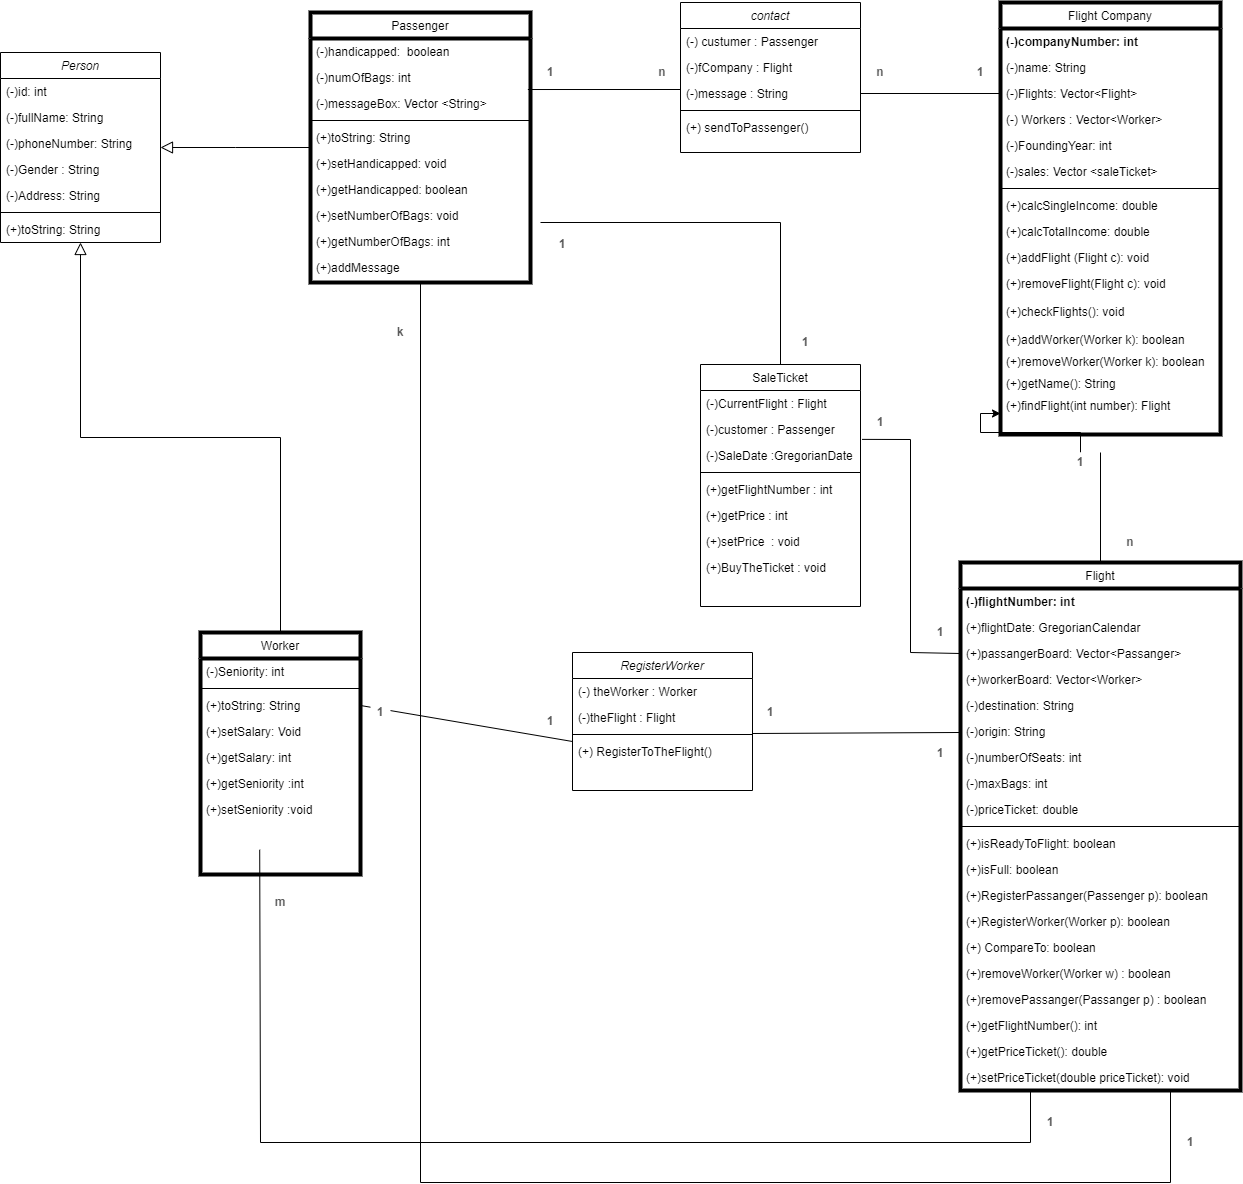 Person
(-)id: int
(-)fullName: String
(-)phoneNumber: String
(-)Gender : String
(-)Address: String
(+)toString: String
Passenger
(-)handicapped:  boolean
(-)numOfBags: int
(-)messageBox: Vector <String>
(+)toString: String
(+)setHandicapped: void
(+)getHandicapped: boolean
(+)setNumberOfBags: void
(+)getNumberOfBags: int
(+)addMessage
1
n
contact
(-) custumer : Passenger
(-)fCompany : Flight
(-)message : String
(+) sendToPassenger()
n
1
Flight Company
(-)companyNumber: int
(-)name: String
(-)Flights: Vector<Flight>
(-) Workers : Vector<Worker>
(-)FoundingYear: int
(-)sales: Vector <saleTicket>
(+)calcSingleIncome: double
(+)calcTotalIncome: double
(+)addFlight (Flight c): void
(+)removeFlight(Flight c): void
(+)checkFlights(): void
(+)addWorker(Worker k): boolean
(+)removeWorker(Worker k): boolean
(+)getName(): String
(+)findFlight(int number): Flight
1
k
1
SaleTicket
(-)CurrentFlight : Flight
(-)customer : Passenger
(-)SaleDate :GregorianDate
(+)getFlightNumber : int
(+)getPrice : int
(+)setPrice  : void
(+)BuyTheTicket : void
1
1
n
1
Flight
(-)flightNumber: int
(+)flightDate: GregorianCalendar
(+)passangerBoard: Vector<Passanger>
(+)workerBoard: Vector<Worker>
(-)destination: String
(-)origin: String
(-)numberOfSeats: int
(-)maxBags: int
(-)priceTicket: double
(+)isReadyToFlight: boolean
(+)isFull: boolean
(+)RegisterPassanger(Passenger p): boolean
(+)RegisterWorker(Worker p): boolean
(+) CompareTo: boolean
(+)removeWorker(Worker w) : boolean
(+)removePassanger(Passanger p) : boolean
(+)getFlightNumber(): int
(+)getPriceTicket(): double
(+)setPriceTicket(double priceTicket): void
Worker
(-)Seniority: int
(+)toString: String
(+)setSalary: Void
(+)getSalary: int
(+)getSeniority :int
(+)setSeniority :void
1
1
RegisterWorker
(-) theWorker : Worker
(-)theFlight : Flight
(+) RegisterToTheFlight()
1
1
m
1
1